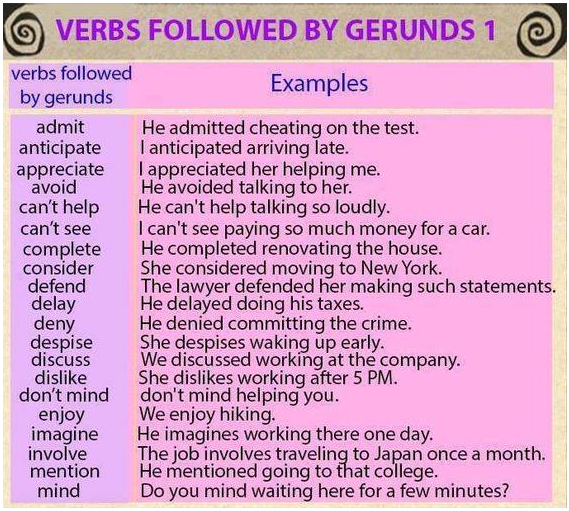 VERBS FOLLOWED BY GERUNDS 1
verbs followed by gerunds Examples
admit He admitted cheating on the test.
anticipate I anticipated arriving late.
appreciate I appreciated her helping me.
avoid He avoided talking to her.
can't help He can't help talking so loudly.
can't see I can't see paying so much money for a car.
complete He completed renovating the house.
consider She considered moving to New York.
defend The lawyer defended her making such statements.
delay He delayed doing his taxes.
deny He denied committing the crime.
despise She despises waking up early.
discuss We discussed working at the company.
dislike She dislikes working after 5 PM.
don't mind don't mind helping you.
enjoy We enjoy hiking.
imagine He imagines working there one day.
involve The job involves traveling to Japan once a month.
mention He mentioned going to that college.
mind Do you mind waiting here for a few minutes?